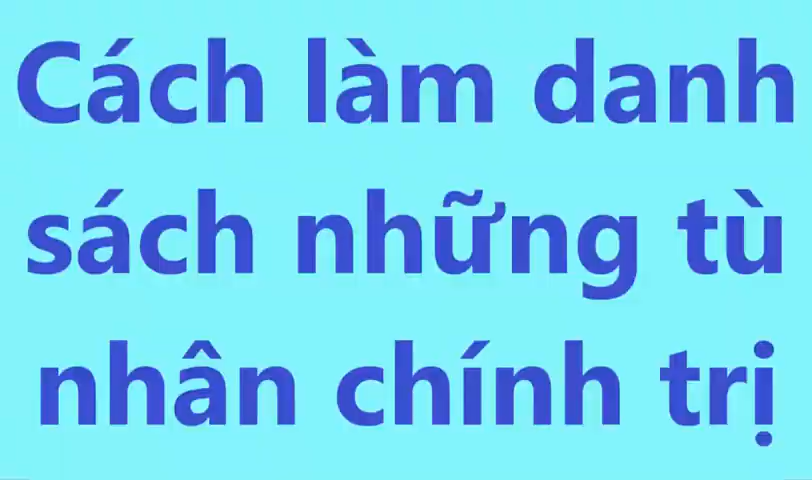 Cách làm danh
sách những tù
nhân chính trị